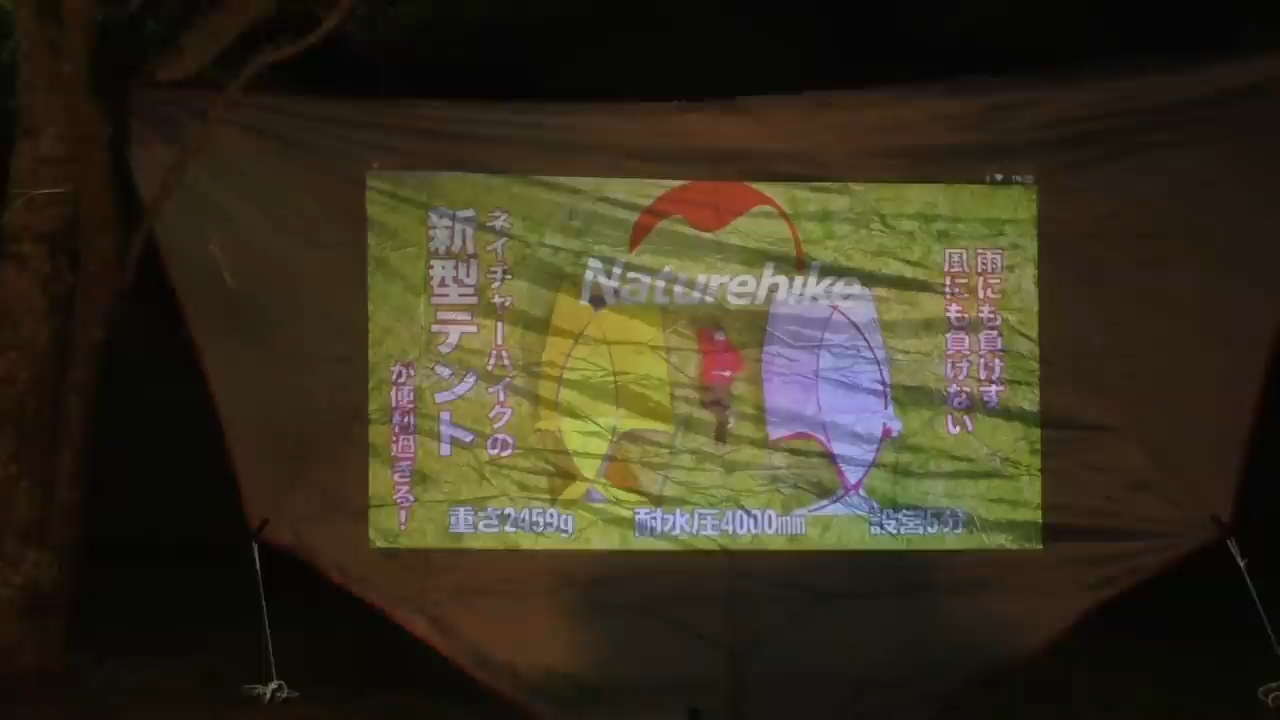 Naturehike
雨にも負けず
風にも負けない
ネイチャーハイクの
新型テント
が便利過ぎる!
重さ2459g
耐水圧4000mm
設営5分